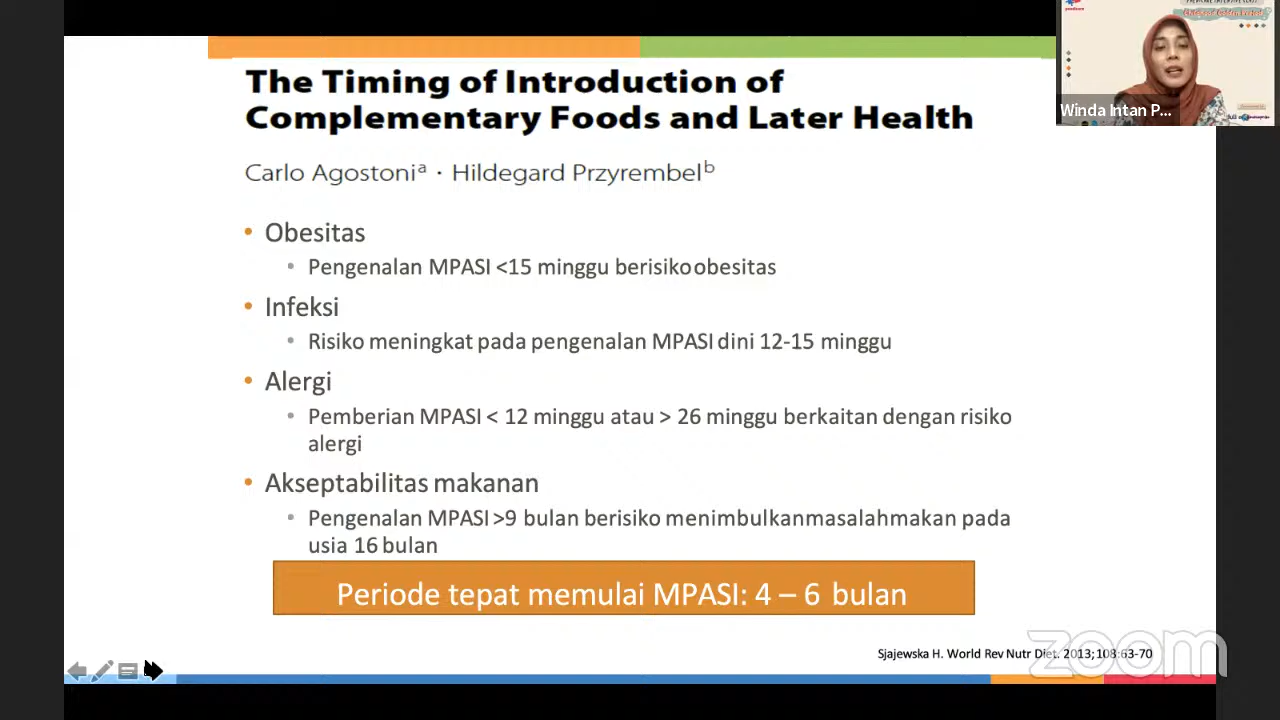 The Timing of Introduction of
Complementary Foods and Later Health
Carlo Agostoniᵃ · Hildegard Przyrembelᵇ
• Obesitas
• Pengenalan MPASI <15 minggu berisiko obesitas
• Infeksi
• Risiko meningkat pada pengenalan MPASI dini 12-15 minggu
• Alergi
• Pemberian MPASI < 12 minggu atau > 26 minggu berkaitan dengan risiko
alergi
• Akseptabilitas makanan
• Pengenalan MPASI >9 bulan berisiko menimbulkanmasalahmakan pada
usia 16 bulan
Periode tepat memulai MPASI: 4 – 6 bulan
Sjajewska H. World Rev Nutr Diet. 2013;108:63-70
zoom
Winda Intan P...